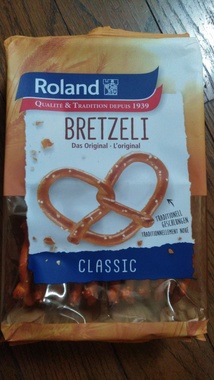 Roland
QUALITÉ & TRADITION DEPUIS 1939
BRETZELI
Das Original - L'original
TRADITIONELL
GESCHLUNGEN
TRADITIONNELLEMENT NOUÉ
CLASSIC